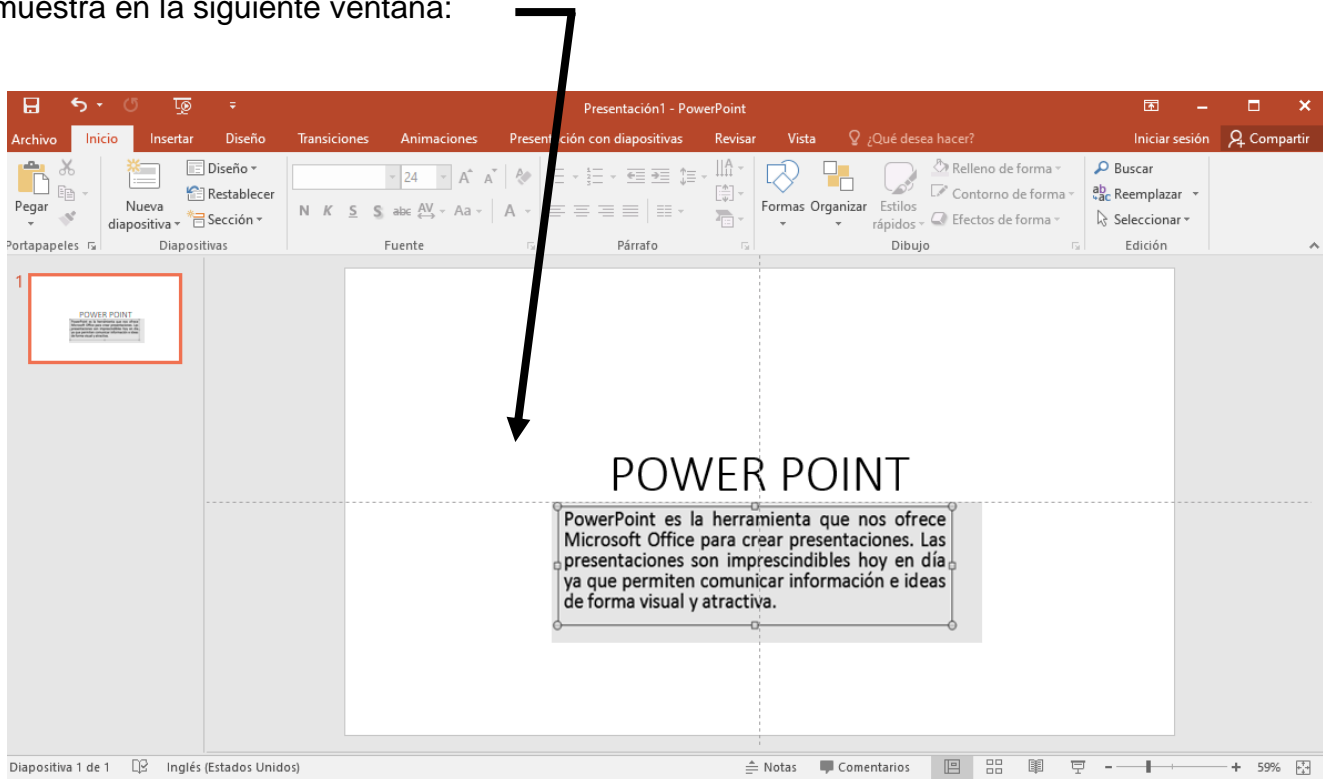 muestra en la siguiente ventana:
Presentación1 - PowerPoint
Archivo Inicio Insertar Diseño Transiciones Animaciones Presentación con diapositivas Revisar Vista ¿Qué desea hacer? Iniciar sesión Compartir
Pegar
Portapapeles
Nueva
diapositiva
Diseño
Restablecer
Sección
Diapositivas
24 A A
N K S S abc AV Aa A
Fuente
Párrafo
Formas Organizar Estilos
rápidos
Relleno de forma
Contorno de forma
Efectos de forma
Dibujo
Buscar
Reemplazar
Seleccionar
Edición
1
POWER POINT
POWER POINT
PowerPoint es la herramienta que nos ofrece
Microsoft Office para crear presentaciones. Las
presentaciones son imprescindibles hoy en día
ya que permiten comunicar información e ideas
de forma visual y atractiva.
Diapositiva 1 de 1 Inglés (Estados Unidos) Notas Comentarios 59%